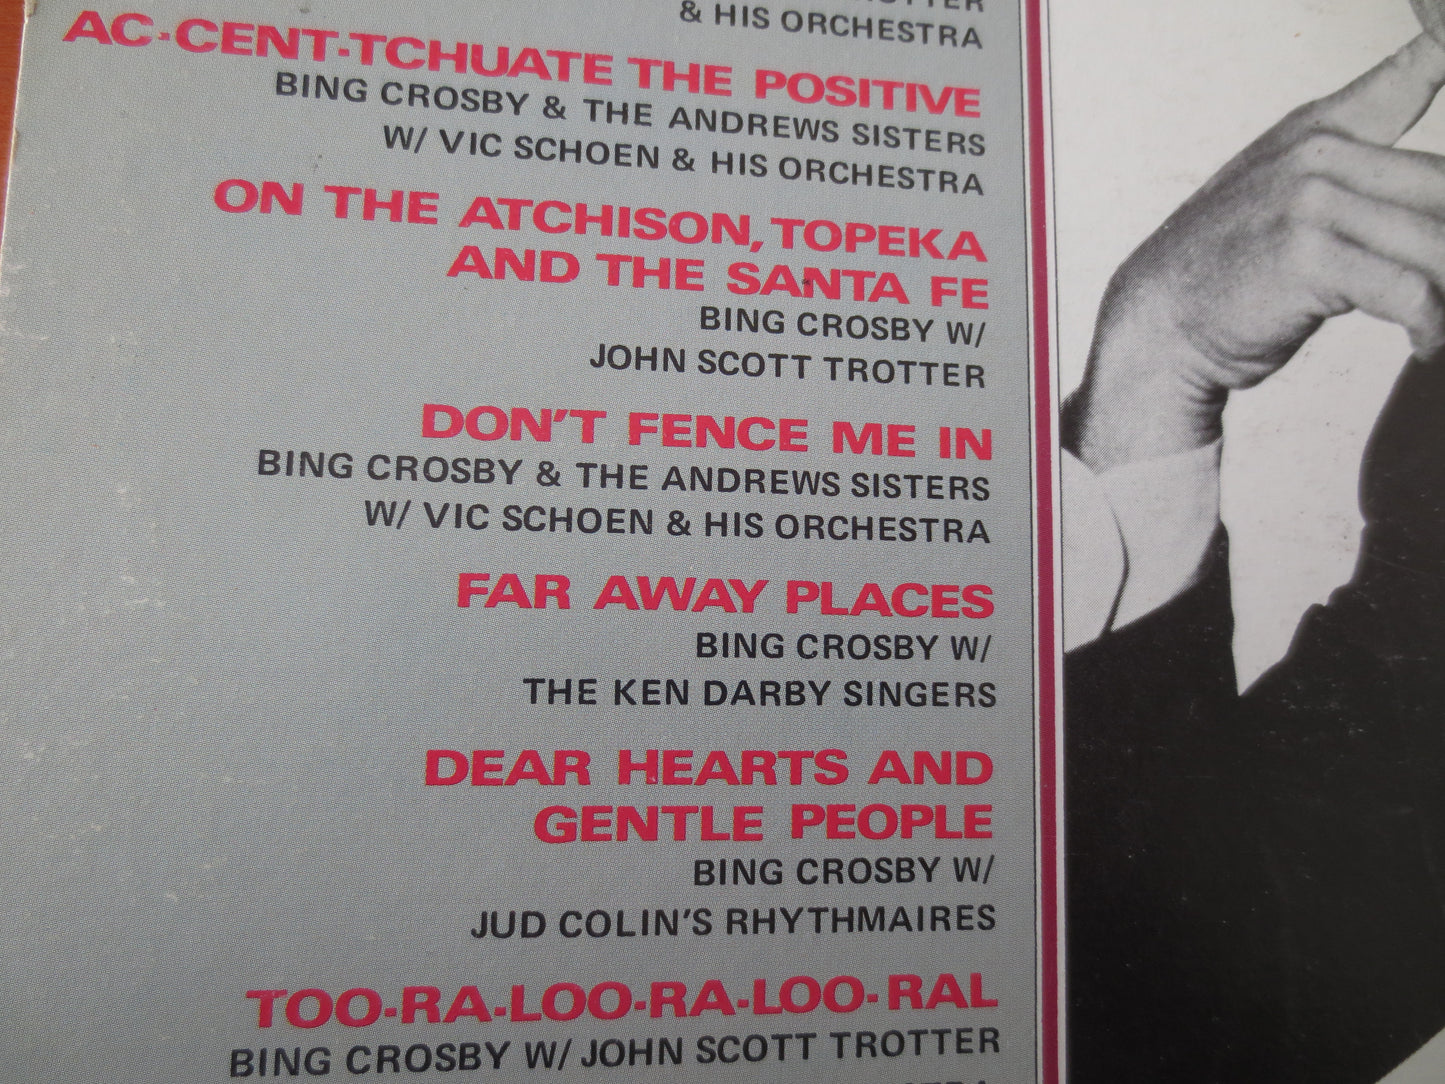 & HIS ORCHESTRA
AC-CENT-TCHUATE THE POSITIVE
BING CROSBY & THE ANDREWS SISTERS
W/ VIC SCHOEN & HIS ORCHESTRA
ON THE ATCHISON, TOPEKA
AND THE SANTA FE
BING CROSBY W/
JOHN SCOTT TROTTER
DON'T FENCE ME IN
BING CROSBY & THE ANDREWS SISTERS
W/ VIC SCHOEN & HIS ORCHESTRA
FAR AWAY PLACES
BING CROSBY W/
THE KEN DARBY SINGERS
DEAR HEARTS AND
GENTLE PEOPLE
BING CROSBY W/
JUD COLIN'S RHYTHMAIRES
TOO-RA-LOO-RA-LOO-RAL
BING CROSBY W/ JOHN SCOTT TROTTER